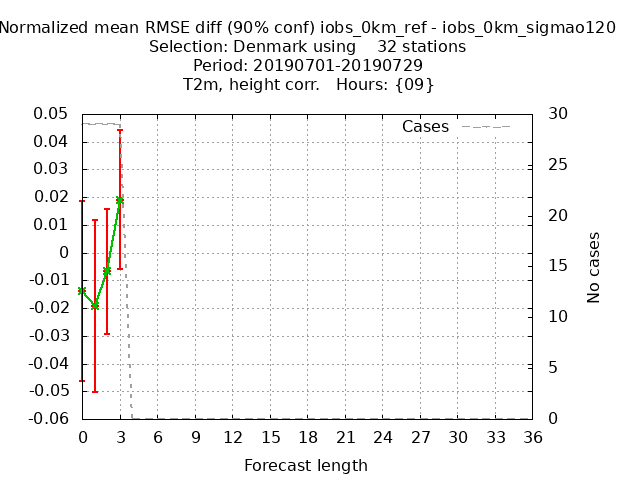 Normalized mean RMSE diff (90% conf) iobs_0km_ref - iobs_0km_sigmao120
Selection: Denmark using    32 stations
Period: 20190701-20190729
T2m, height corr.   Hours: {09}
Cases
0.05
0.04
0.03
0.02
0.01
0
-0.01
-0.02
-0.03
-0.04
-0.05
-0.06
30
25
20
15
10
5
0
No cases
0 3 6 9 12 15 18 21 24 27 30 33 36
Forecast length